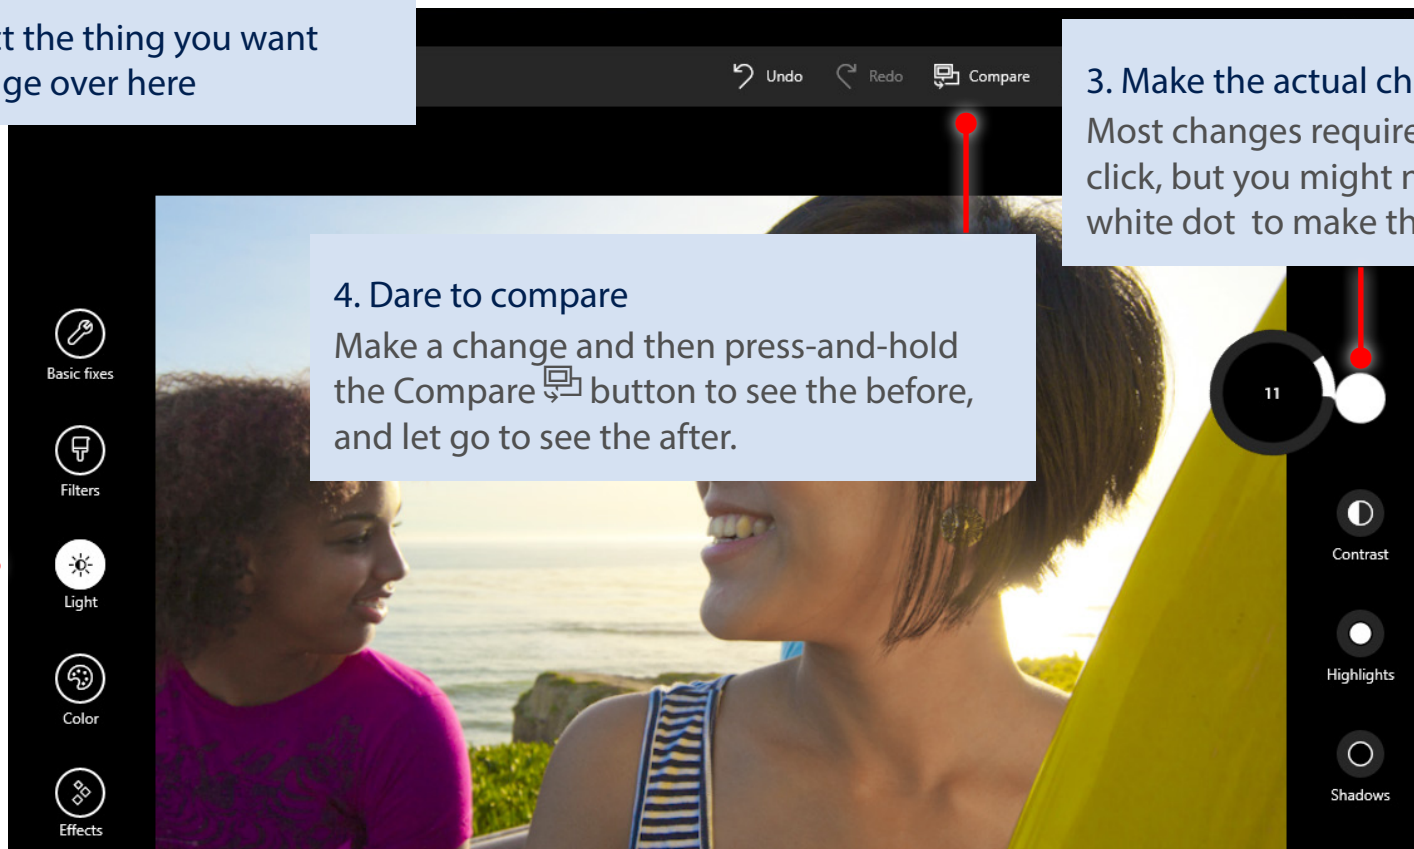 ct the thing you want
ge over here
Undo
Redo
Compare
3. Make the actual ch
Most changes require
click, but you might n
white dot to make th
4. Dare to compare
Make a change and then press-and-hold
the Compare button to see the before,
and let go to see the after.
Basic fixes
Filters
Light
Color
Effects
11
Contrast
Highlights
Shadows